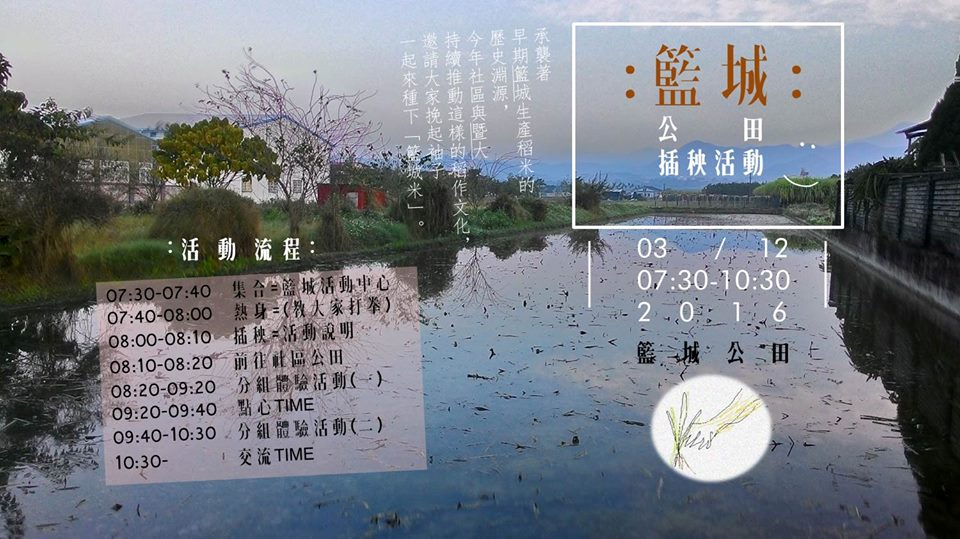 :籃城:
公田
插秧活動 :)
03 / 12
07:30-10:30
2016
籃城公田
承襲著
早期籃城生產稻米的
歷史淵源，
今年社區與暨大
持續推動這樣的稻作文化，
邀請大家挽起袖子
一起來種下「籃城米」。
:活動流程:
07:30-07:40 集合=籃城活動中心
07:40-08:00 熱身=(教大家打拳)
08:00-08:10 插秧=活動說明
08:10-08:20 前往社區公田
08:20-09:20 分組體驗活動(一)
09:20-09:40 點心TIME
09:40-10:30 分組體驗活動(二)
10:30- 交流TIME